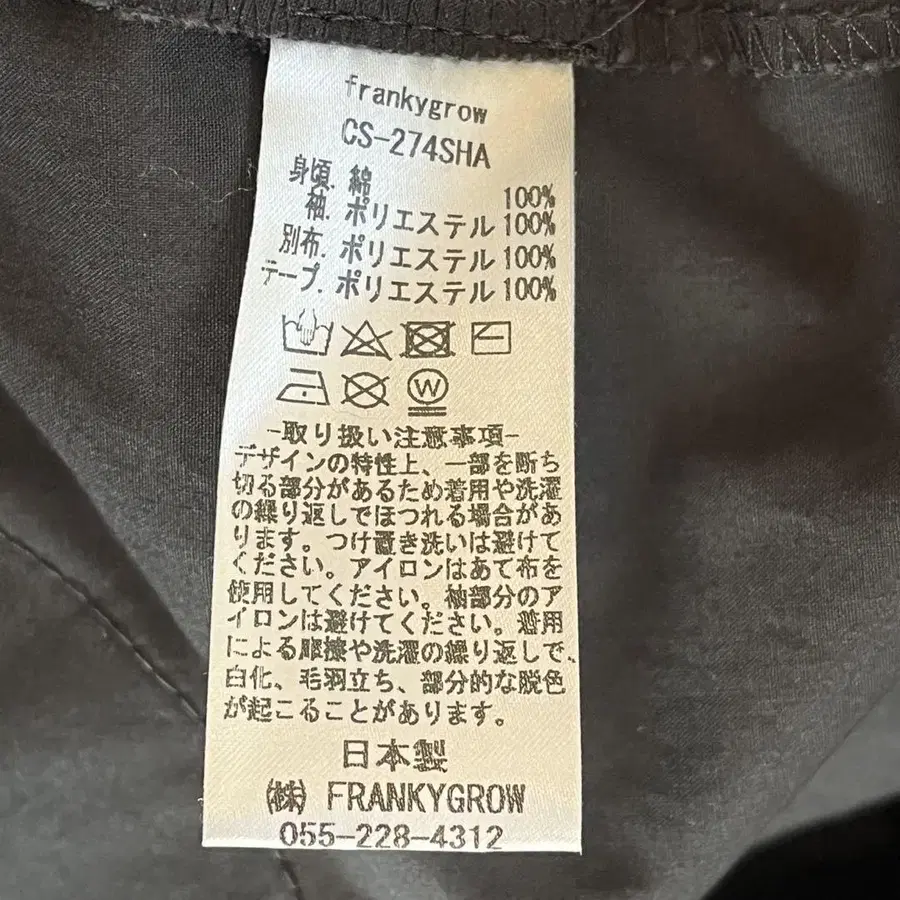 frankygrow
CS-274SHA
身頃. 綿 100%
袖. ポリエステル 100%
別布. ポリエステル 100%
テープ. ポリエステル 100%
W
-取り扱い注意事項-
デザインの特性上、一部を断ち
切る部分があるため着用や洗濯
の繰り返しでほつれる場合があ
ります。つけ置き洗いは避けて
ください。アイロンはあて布を
使用してください。袖部分のア
イロンは避けてください。着用
による摩擦や洗濯の繰り返しで、
白化、毛羽立ち、部分的な脱色
が起こることがあります。
日本製
㈱ FRANKYGROW
055-228-4312